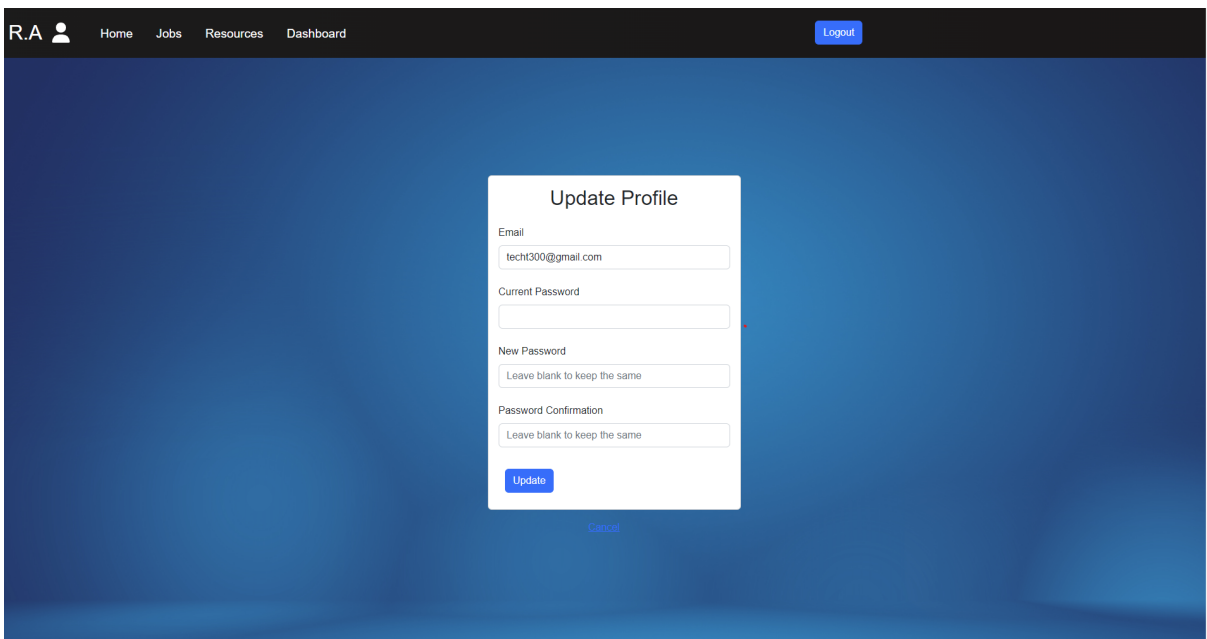 R.A Home Jobs Resources Dashboard Logout
Update Profile
Email
techt300@gmail.com
Current Password
*
New Password
Leave blank to keep the same
Password Confirmation
Leave blank to keep the same
Update
Cancel